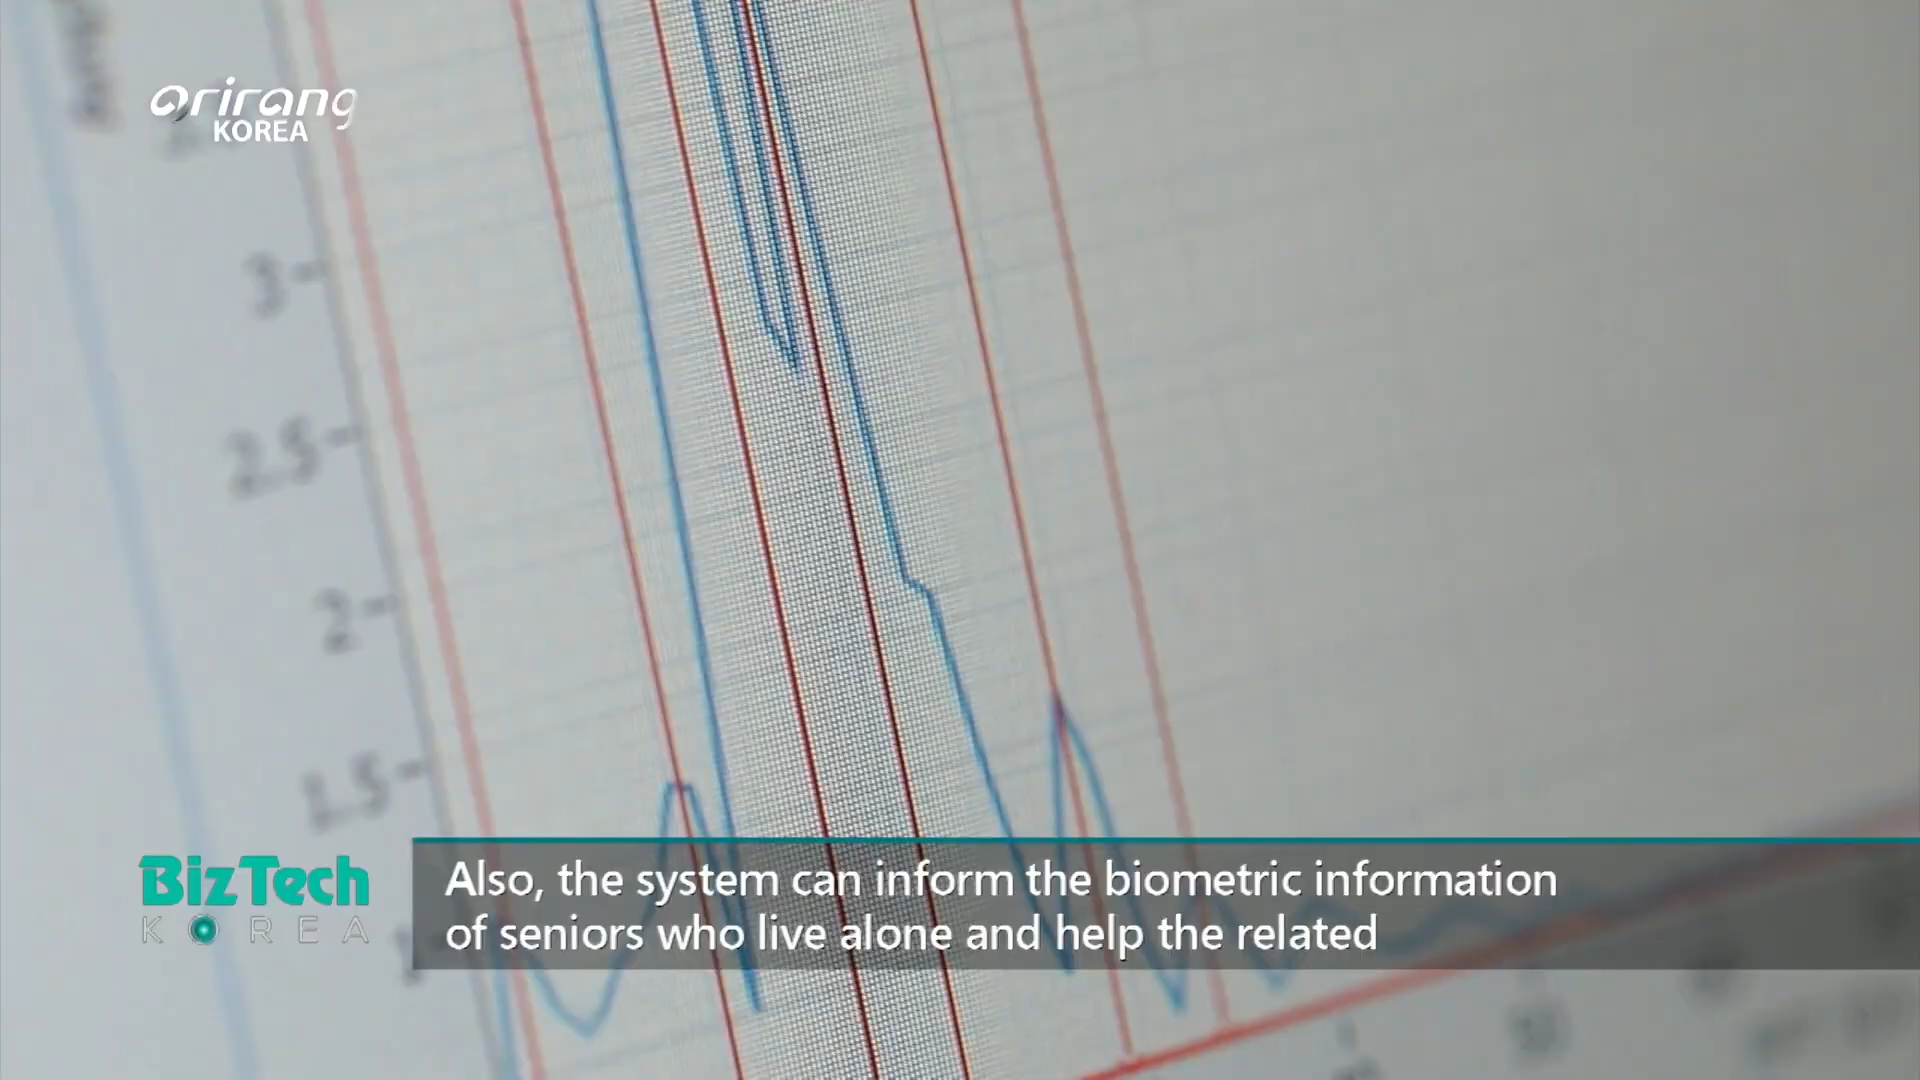 arirang
KOREA
3
2.5
2
1.5
BizTech
KOREA
Also, the system can inform the biometric information
of seniors who live alone and help the related